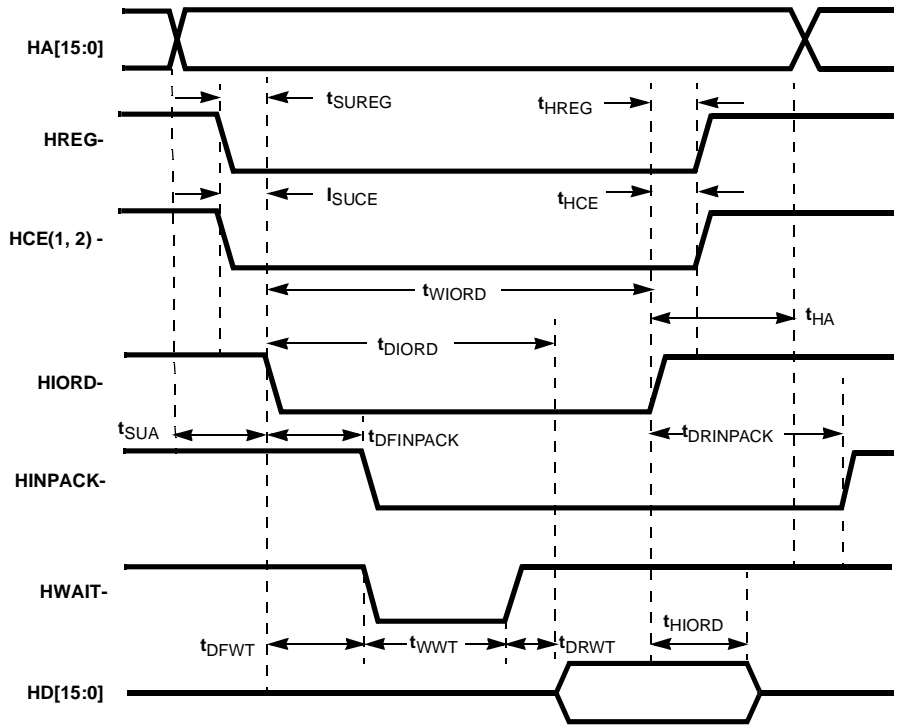 HA[15:0]
tSUREG
tHREG
HREG-
lSUCE
tHCE
HCE(1, 2) -
tWIORD
tHA
tDIORD
HIORD-
tSUA
tDFINPACK
tDRINPACK
HINPACK-
HWAIT-
tHIORD
tDFWT
tWWT
tDRWT
HD[15:0]